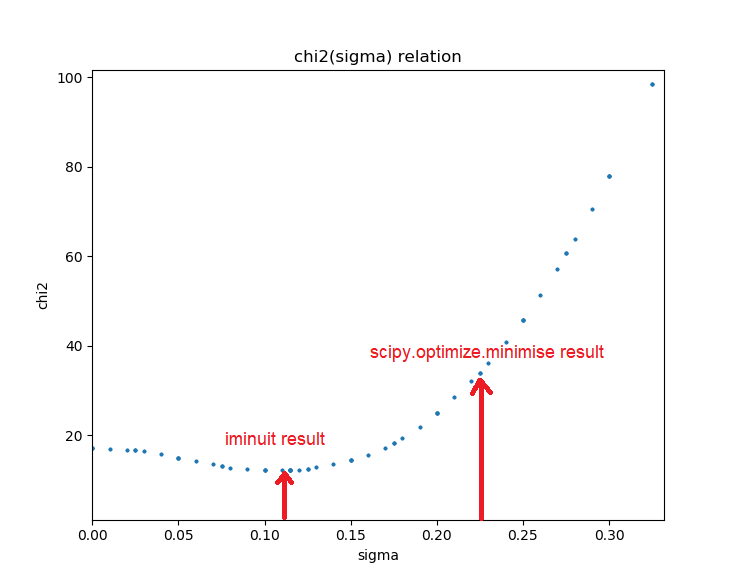 chi2(sigma) relation
100
80
60
40
20
chi2
scipy.optimize.minimise result
iminuit result
0.00 0.05 0.10 0.15 0.20 0.25 0.30
sigma